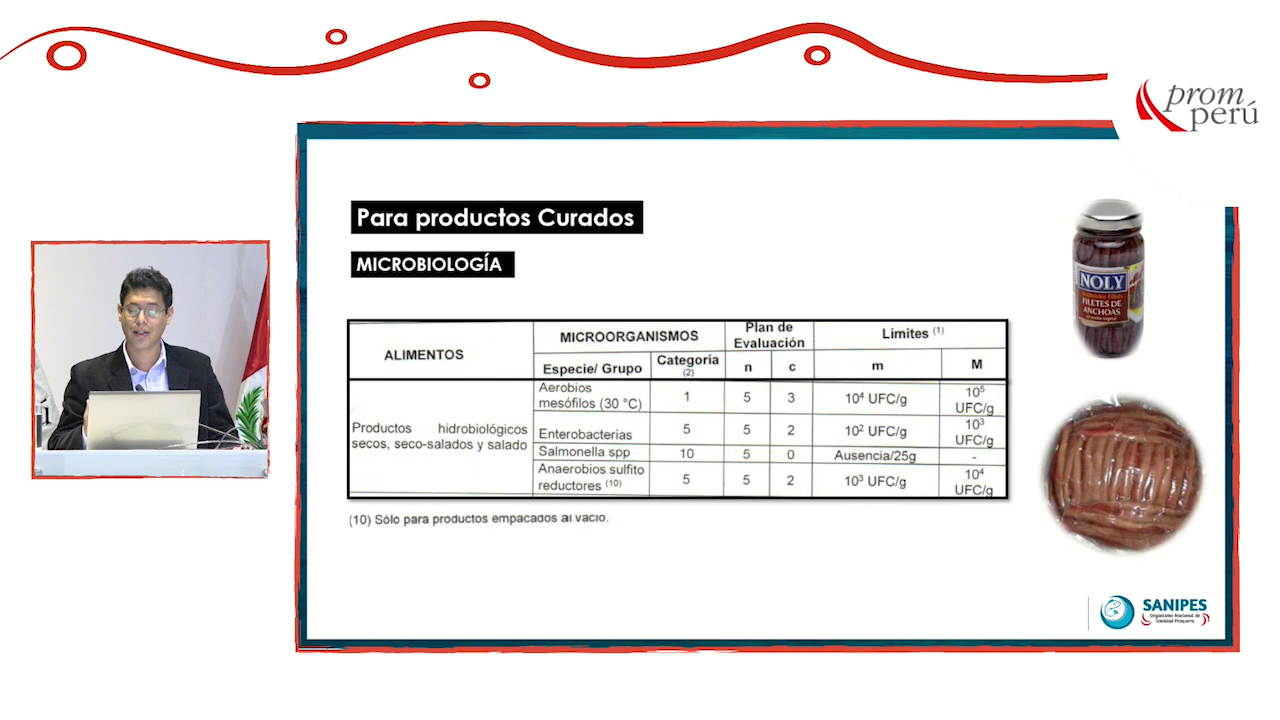 prom
perú
Para productos Curados
MICROBIOLOGÍA
ALIMENTOS
MICROORGANISMOS
Plan de
Evaluación
Límites (1)
Especie/ Grupo
Categoria
(2)
n
c
m
M
Productos hidrobiológicos
secos, seco-salados y salado
Aerobios
mesófilos (30 °C)
1
5
3
10⁴ UFC/g
10⁵
UFC/g
Enterobacterias
5
5
2
10² UFC/g
10³
UFC/g
Salmonella spp
10
5
0
Ausencia/25g
-
Anaerobios sulfito
reductores (10)
5
5
2
10³ UFC/g
10⁴
UFC/g
(10) Sólo para productos empacados al vacio.
NOLY
FILETES DE
ANCHOAS
SANIPES
Organismo Nacional de
Sanidad Pesquera